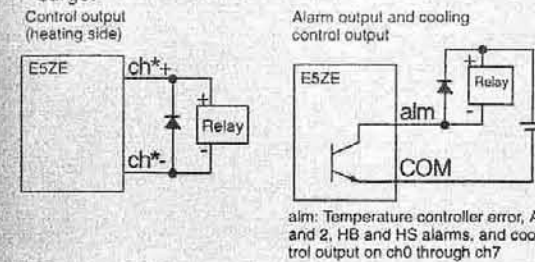 Control output
(heating side)
E5ZE
ch*+
+
Relay
-
ch*-
Alarm output and cooling
control output
E5ZE
+
Relay
-
alm
COM
alm: Temperature controller error,
and 2, HB and HS alarms, and
trol output on ch0 through ch7